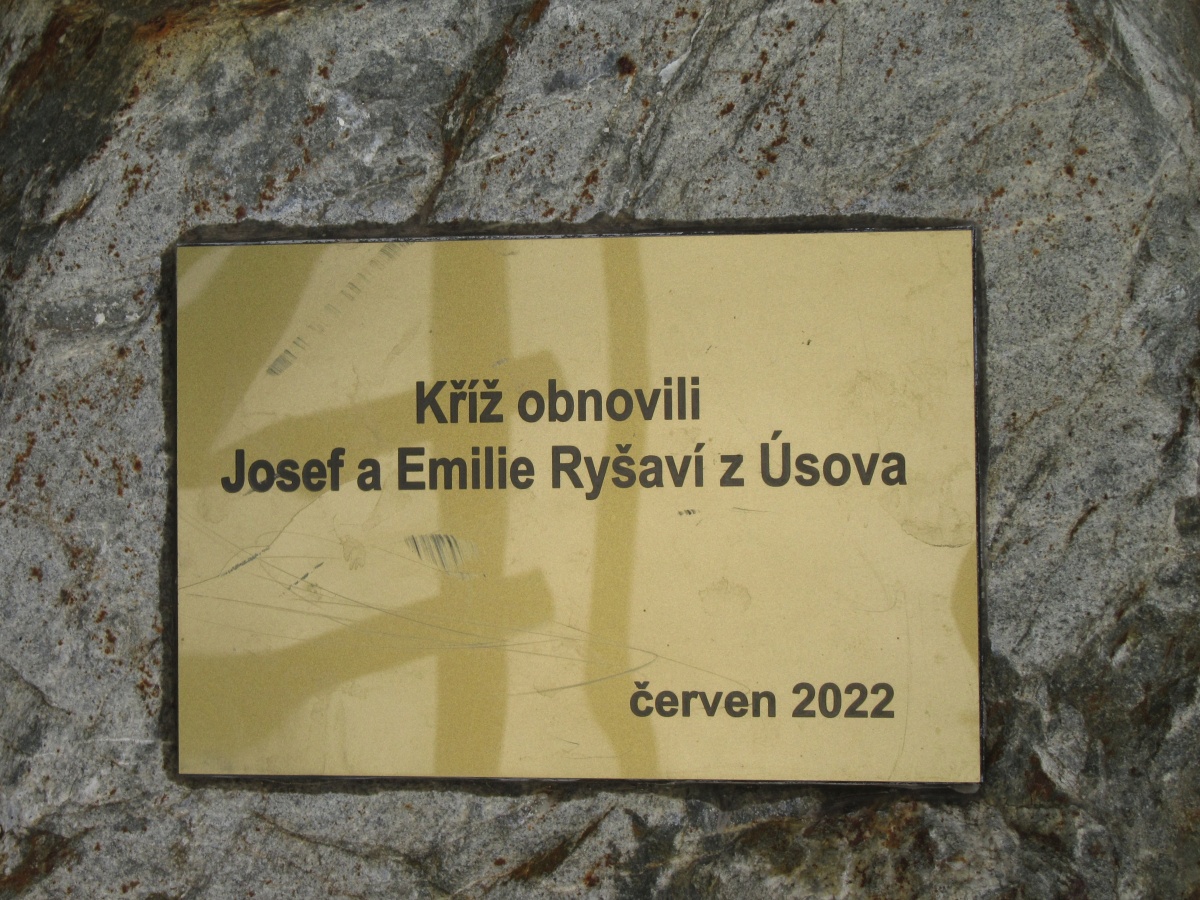 Kříž obnovili
Josef a Emilie Ryšaví z Úsova
červen 2022